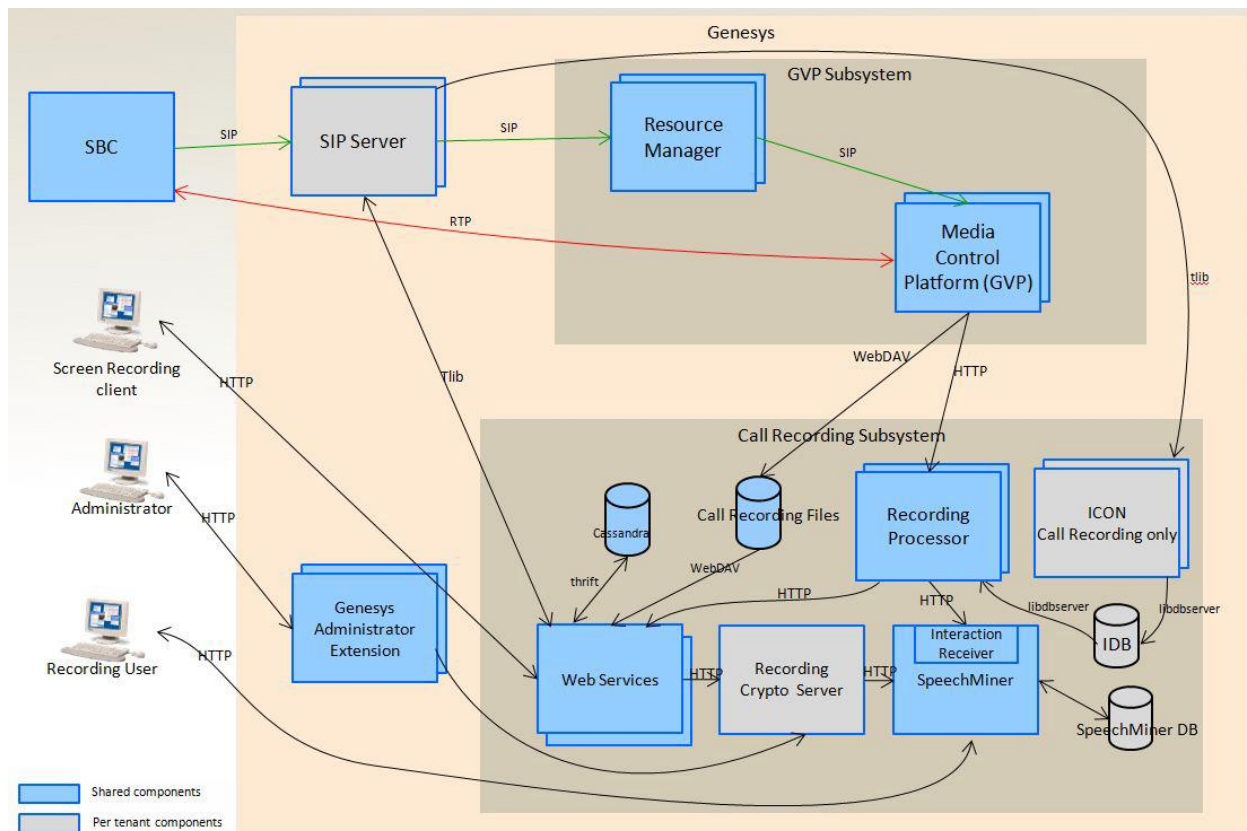 Genesys
GVP Subsystem
SBC
SIP
SIP Server
SIP
Resource
Manager
SIP
RTP
Media
Control
Platform (GVP)
tlib
Screen Recording
client
HTTP
Tlib
WebDAV
HTTP
Call Recording Subsystem
Administrator
HTTP
Cassandra
Call Recording Files
Recording
Processor
ICON
Call Recording only
thrift
WebDAV
HTTP
HTTP
libdbserver
libdbserver
Genesys
Administrator
Extension
Recording User
HTTP
Web Services
HTTP
Recording
Crypto Server
HTTP
Interaction
Receiver
SpeechMiner
IDB
SpeechMiner DB
Shared components
Per tenant components